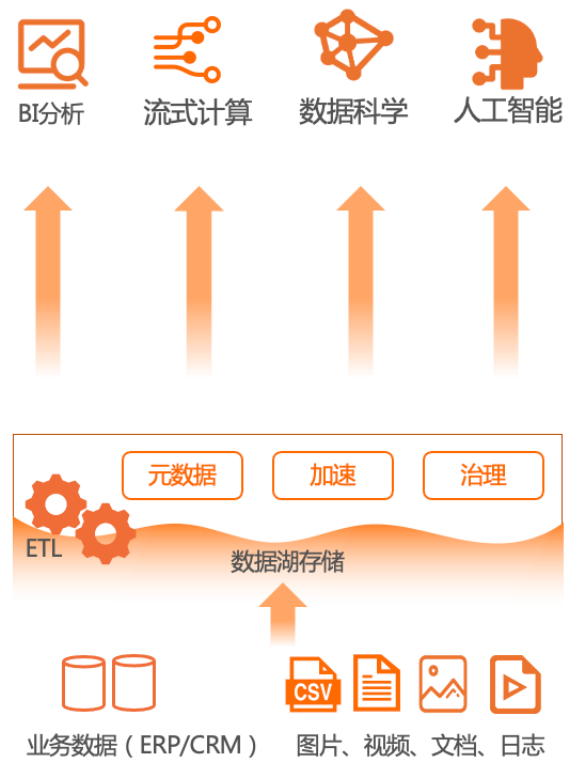 BI分析 流式计算 数据科学 人工智能
元数据 加速 治理
ETL
数据湖存储
CSV
业务数据（ERP/CRM） 图片、视频、文档、日志